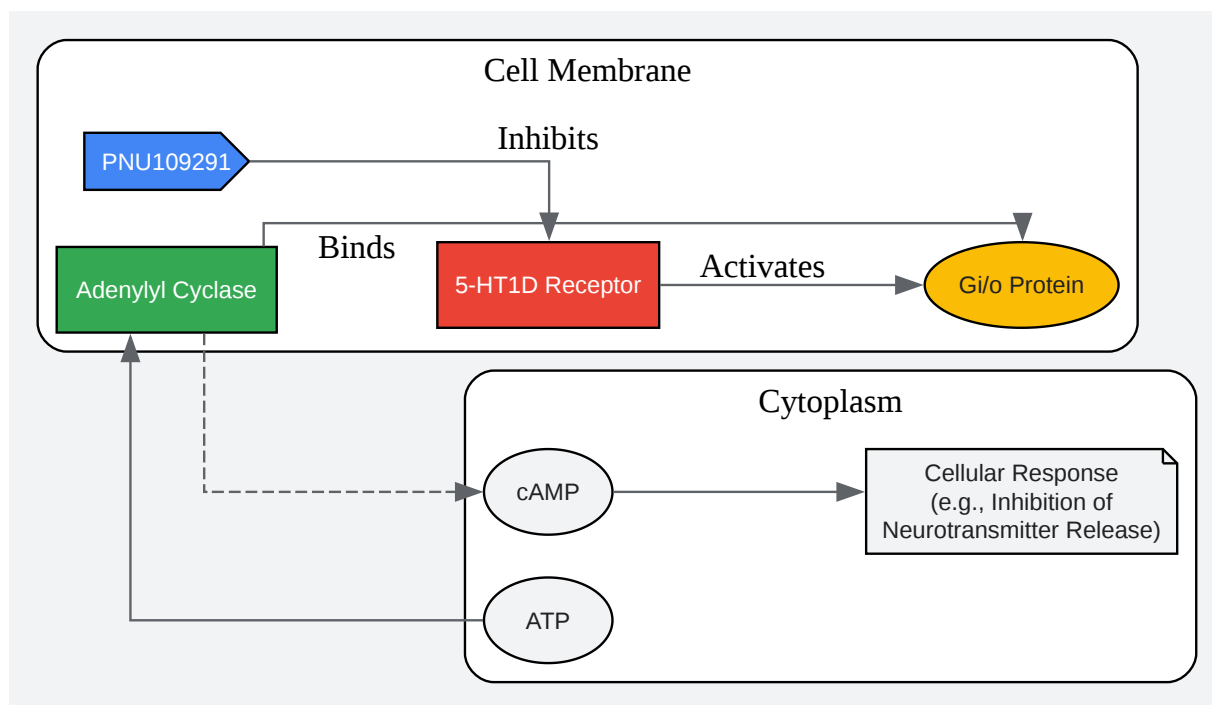 Cell Membrane
Inhibits
PNU109291
Binds
Adenylyl Cyclase
5-HT1D Receptor
Activates
Gi/o Protein
Cytoplasm
cAMP
Cellular Response
(e.g., Inhibition of
Neurotransmitter Release)
ATP